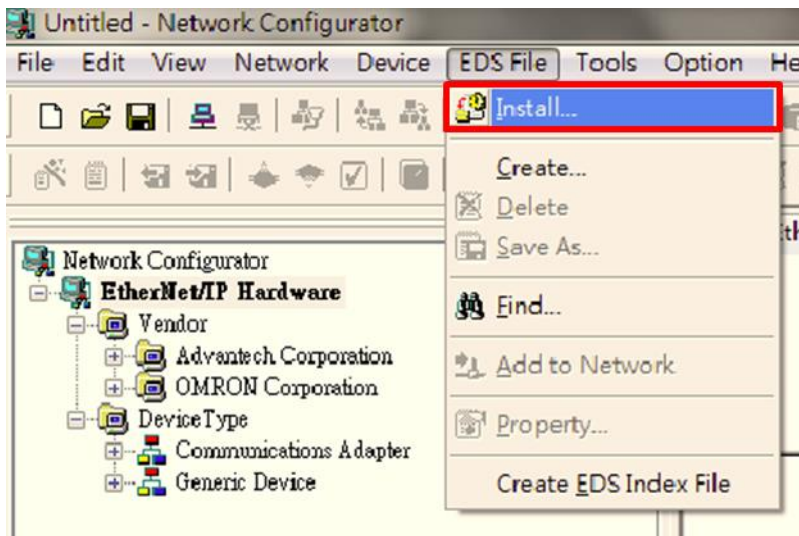 Untitled - Network Configurator
File Edit View Network Device EDS File Tools Option He
Install...
Create...
Delete
Save As...
Find...
Add to Network
Property...
Create EDS Index File
Network Configurator
EtherNet/IP Hardware
Vendor
Advantech Corporation
OMRON Corporation
DeviceType
Communications Adapter
Generic Device